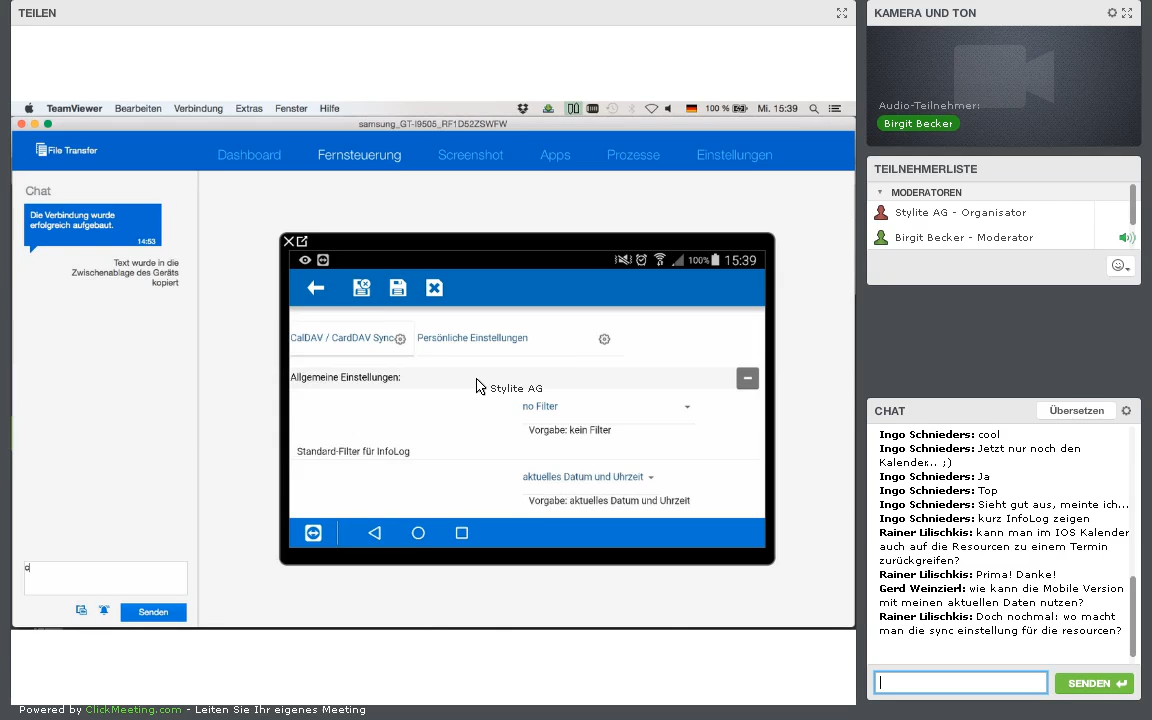 TEILEN
TeamViewer Bearbeiten Verbindung Extras Fenster Hilfe 100 % Mi. 15:39
samsung_GT-I9505_RF1D52ZSWFW
File Transfer
Dashboard Fernsteuerung Screenshot Apps Prozesse Einstellungen
Chat
Die Verbindung wurde
erfolgreich aufgebaut.
14:53
Text wurde in die
Zwischenablage des Geräts
kopiert
Senden
100% 15:39
CalDAV / CardDAV Sync Persönliche Einstellungen
Allgemeine Einstellungen:
Stylite AG
no Filter
Vorgabe: kein Filter
Standard-Filter für InfoLog
aktuelles Datum und Uhrzeit
Vorgabe: aktuelles Datum und Uhrzeit
KAMERA UND TON
Audio-Teilnehmer:
Birgit Becker
TEILNEHMERLISTE
MODERATOREN
Stylite AG - Organisator
Birgit Becker - Moderator
CHAT Übersetzen
Ingo Schnieders: cool
Ingo Schnieders: Jetzt nur noch den
Kalender... ;)
Ingo Schnieders: Ja
Ingo Schnieders: Top
Ingo Schnieders: Sieht gut aus, meinte ich...
Ingo Schnieders: kurz InfoLog zeigen
Rainer Lilischkis: kann man im IOS Kalender
auch auf die Resourcen zu einem Termin
zurückgreifen?
Rainer Lilischkis: Prima! Danke!
Gerd Weinzierl: wie kann die Mobile Version
mit meinen aktuellen Daten nutzen?
Rainer Lilischkis: Doch nochmal: wo macht
man die sync einstellung für die resourcen?
SENDEN
Powered by ClickMeeting.com - Leiten Sie Ihr eigenes Meeting